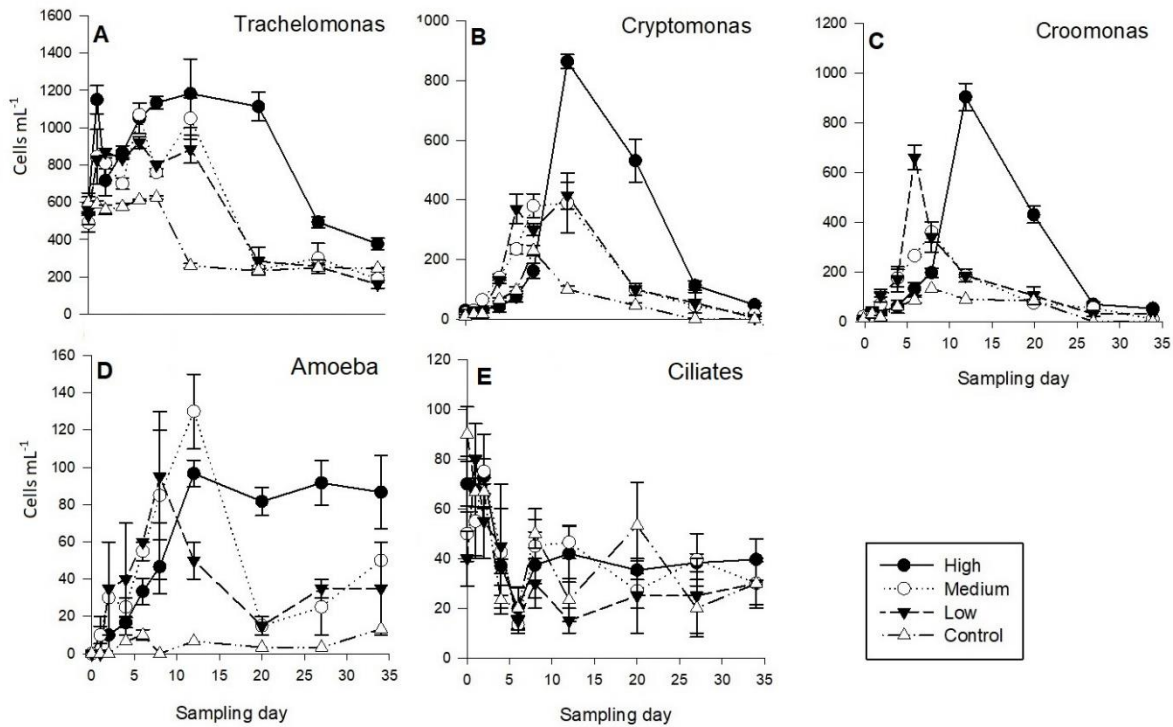 A
Trachelomonas
1600
1400
1200
1000
800
600
400
200
0
Cells mL⁻¹
B
Cryptomonas
1000
800
600
400
200
0
C
Croomonas
1200
1000
800
600
400
200
0
0 5 10 15 20 25 30 35
Sampling day
D
Amoeba
160
140
120
100
80
60
40
20
0
Cells mL⁻¹
0 5 10 15 20 25 30 35
Sampling day
E
Ciliates
120
100
80
60
40
20
0
0 5 10 15 20 25 30 35
Sampling day
High
Medium
Low
Control